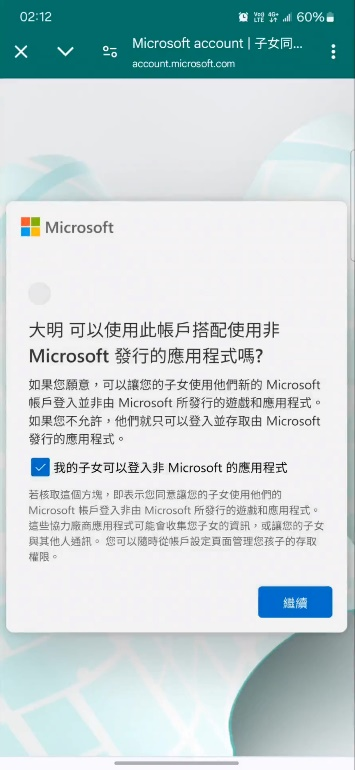 02:12
Vo)) LTE 4G+ 60%
Microsoft account | 子女同...
account.microsoft.com
Microsoft
大明 可以使用此帳戶搭配使用非
Microsoft 發行的應用程式嗎?
如果您願意，可以讓您的子女使用他們新的 Microsoft
帳戶登入並非由 Microsoft 所發行的遊戲和應用程式。
如果您不允許，他們就只可以登入並存取由 Microsoft
發行的應用程式。
我的子女可以登入非 Microsoft 的應用程式
若核取這個方塊，即表示您同意讓您的子女使用他們的
Microsoft 帳戶登入非由 Microsoft 所發行的遊戲和應用程式。
這些協力廠商應用程式可能會收集您子女的資訊，或讓您的子女
與其他人通訊。 您可以隨時從帳戶設定頁面管理您孩子的存取
權限。
繼續